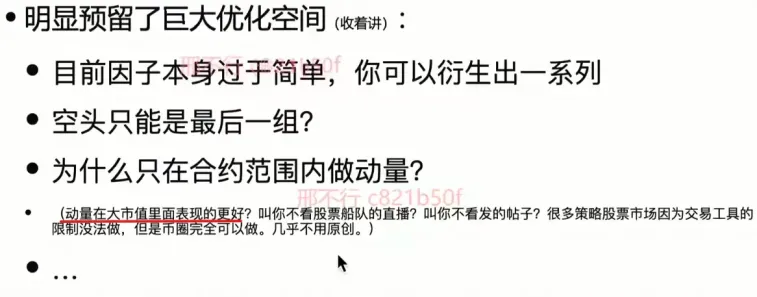 • 明显预留了巨大优化空间（收着讲）：
邢不行 c821b50f
• 目前因子本身过于简单，你可以衍生出一系列
• 空头只能是最后一组？
• 为什么只在合约范围内做动量？
邢不行 c821b50f
• （动量在大市值里面表现的更好？叫你不看股票船队的直播？叫你不看发的帖子？很多策略股票市场因为交易工具的
限制没法做，但是币圈完全可以做。几乎不用原创。）
• ...